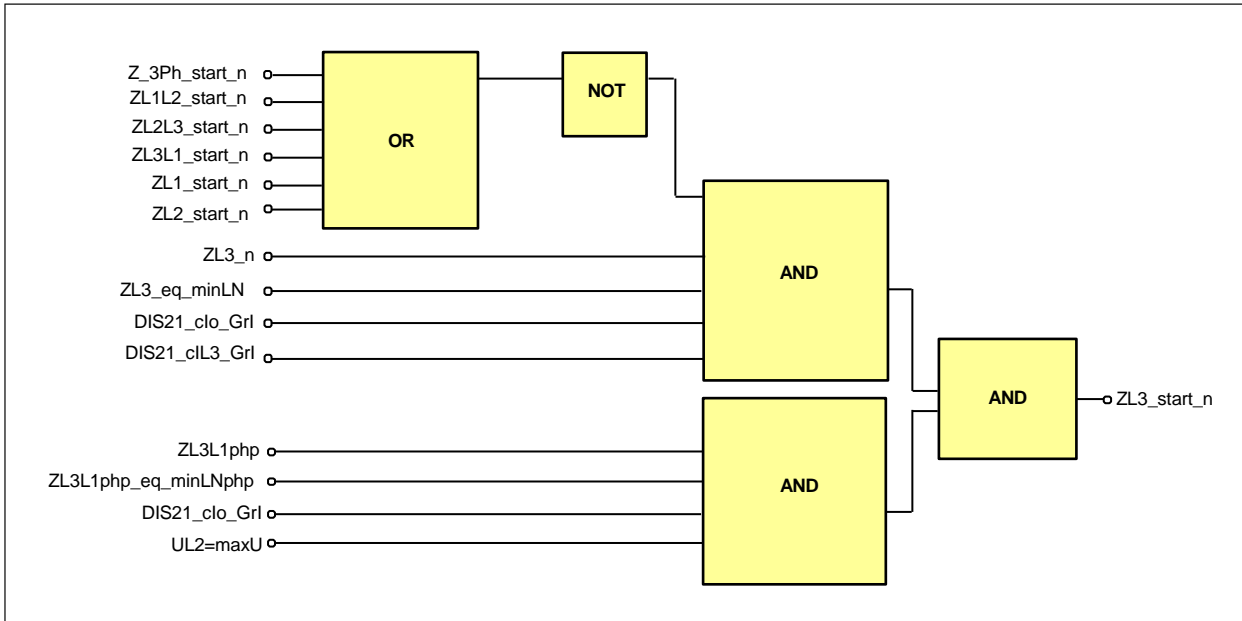 Z_3Ph_start_n
ZL1L2_start_n
ZL2L3_start_n
ZL3L1_start_n
ZL1_start_n
ZL2_start_n
OR
NOT
ZL3_n
ZL3_eq_minLN
DIS21_cIo_GrI
DIS21_cIL3_GrI
AND
ZL3L1php
ZL3L1php_eq_minLNphp
DIS21_cIo_GrI
UL2=maxU
AND
AND
ZL3_start_n